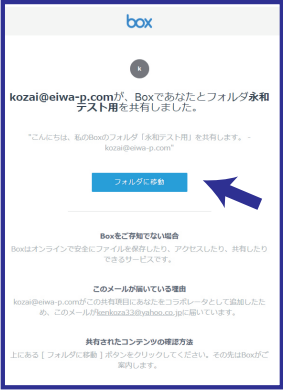 box
k
kozai@eiwa-p.comが、Boxであなたとフォルダ永和
テスト用を共有しました。
"こんにちは、私のBoxのフォルダ「永和テスト用」を共有します。 -
kozai@eiwa-p.com"
フォルダに移動
Boxをご存知でない場合
Boxはオンラインで安全にファイルを保存したり、アクセスしたり、共有したり
できるサービスです。
このメールが届いている理由
kozai@eiwa-p.comがこの共有項目にあなたをコラボレータとして追加したた
め、このメールがkenkoza33@yahoo.co.jpに届いています。
共有されたコンテンツの確認方法
上にある [ フォルダに移動 ] ボタンをクリックしてください。その先はBoxがご
案内します。